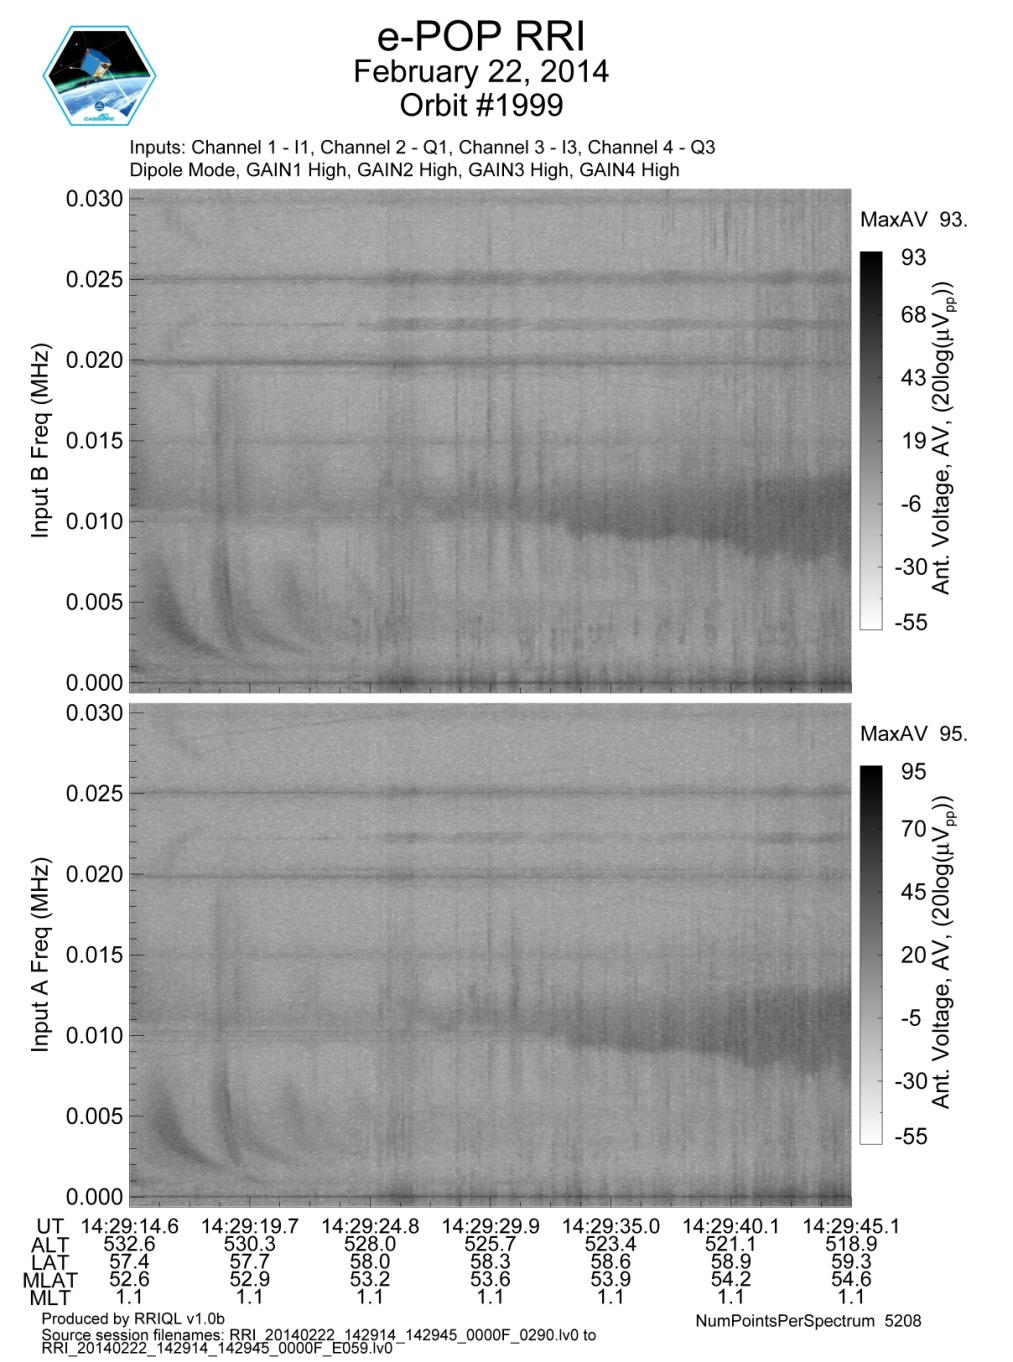 e-POP RRI
February 22, 2014
Orbit #1999
CASSIOPE
Inputs: Channel 1 - I1, Channel 2 - Q1, Channel 3 - I3, Channel 4 - Q3
Dipole Mode, GAIN1 High, GAIN2 High, GAIN3 High, GAIN4 High
Input B Freq (MHz)
0.030
0.025
0.020
0.015
0.010
0.005
0.000
MaxAV 93.
93
68
43
19
-6
-30
-55
Ant. Voltage, AV, (20log(µVpp))
Input A Freq (MHz)
0.030
0.025
0.020
0.015
0.010
0.005
0.000
MaxAV 95.
95
70
45
20
-5
-30
-55
Ant. Voltage, AV, (20log(µVpp))
UT 14:29:14.6 14:29:19.7 14:29:24.8 14:29:29.9 14:29:35.0 14:29:40.1 14:29:45.1
ALT 532.6 530.3 528.0 525.7 523.4 521.1 518.9
LAT 57.4 57.7 58.0 58.3 58.6 58.9 59.3
MLAT 52.6 52.9 53.2 53.6 53.9 54.2 54.6
MLT 1.1 1.1 1.1 1.1 1.1 1.1 1.1
Produced by RRIQL v1.0b
NumPointsPerSpectrum 5208
Source session filenames: RRI_20140222_142914_142945_0000F_0290.lv0 to
RRI_20140222_142914_142945_0000F_E059.lv0